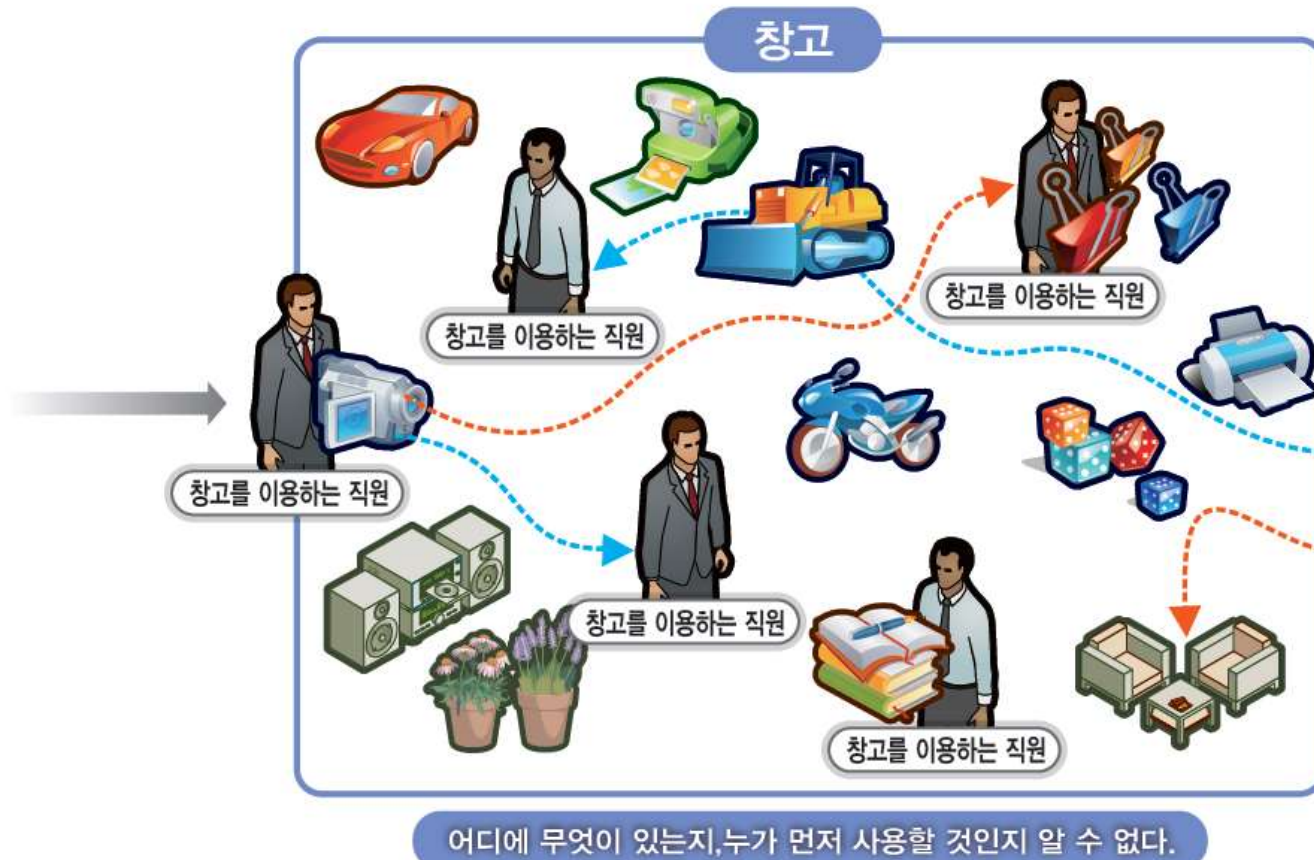 창고
창고를 이용하는 직원
창고를 이용하는 직원
창고를 이용하는 직원
창고를 이용하는 직원
창고를 이용하는 직원
어디에 무엇이 있는지,누가 먼저 사용할 것인지 알 수 없다.